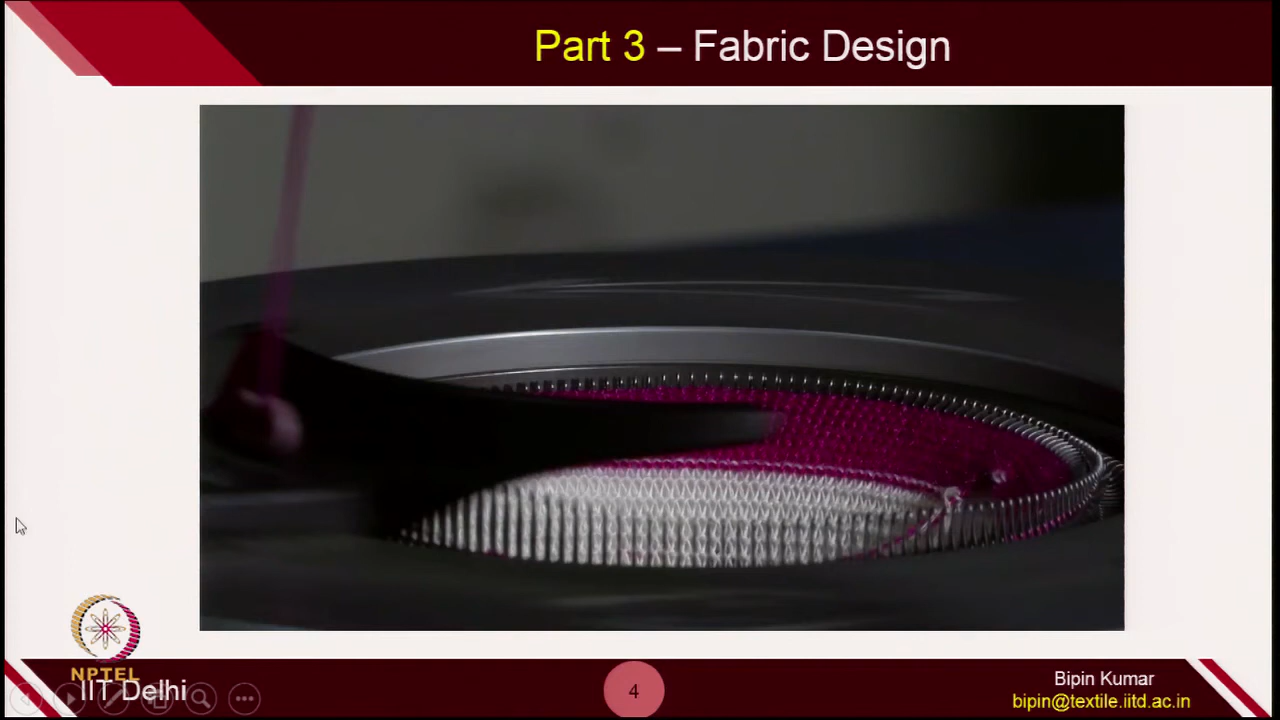 Part 3 – Fabric Design
NPTEL
IIT Delhi
4
Bipin Kumar
bipin@textile.iitd.ac.in